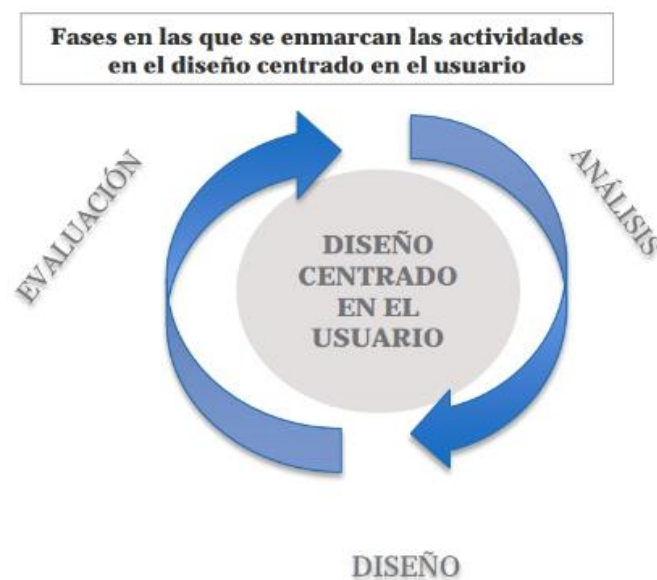 Fases en las que se enmarcan las actividades
en el diseño centrado en el usuario
EVALUACIÓN
ANÁLISIS
DISEÑO
CENTRADO
EN EL
USUARIO
DISEÑO